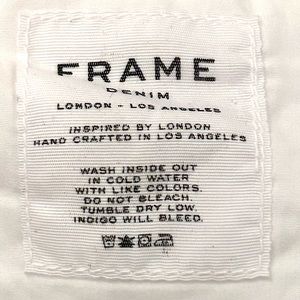 FRAME
DENIM
LONDON - LOS ANGELES
INSPIRED BY LONDON
HAND CRAFTED IN LOS ANGELES
WASH INSIDE OUT
IN COLD WATER
WITH LIKE COLORS.
DO NOT BLEACH.
TUMBLE DRY LOW.
INDIGO WILL BLEED.